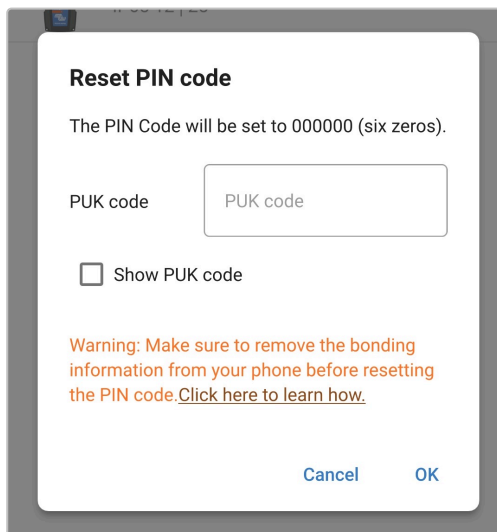 Reset PIN code
The PIN Code will be set to 000000 (six zeros).
PUK code
PUK code
Show PUK code
Warning: Make sure to remove the bonding
information from your phone before resetting
the PIN code.Click here to learn how.
Cancel OK